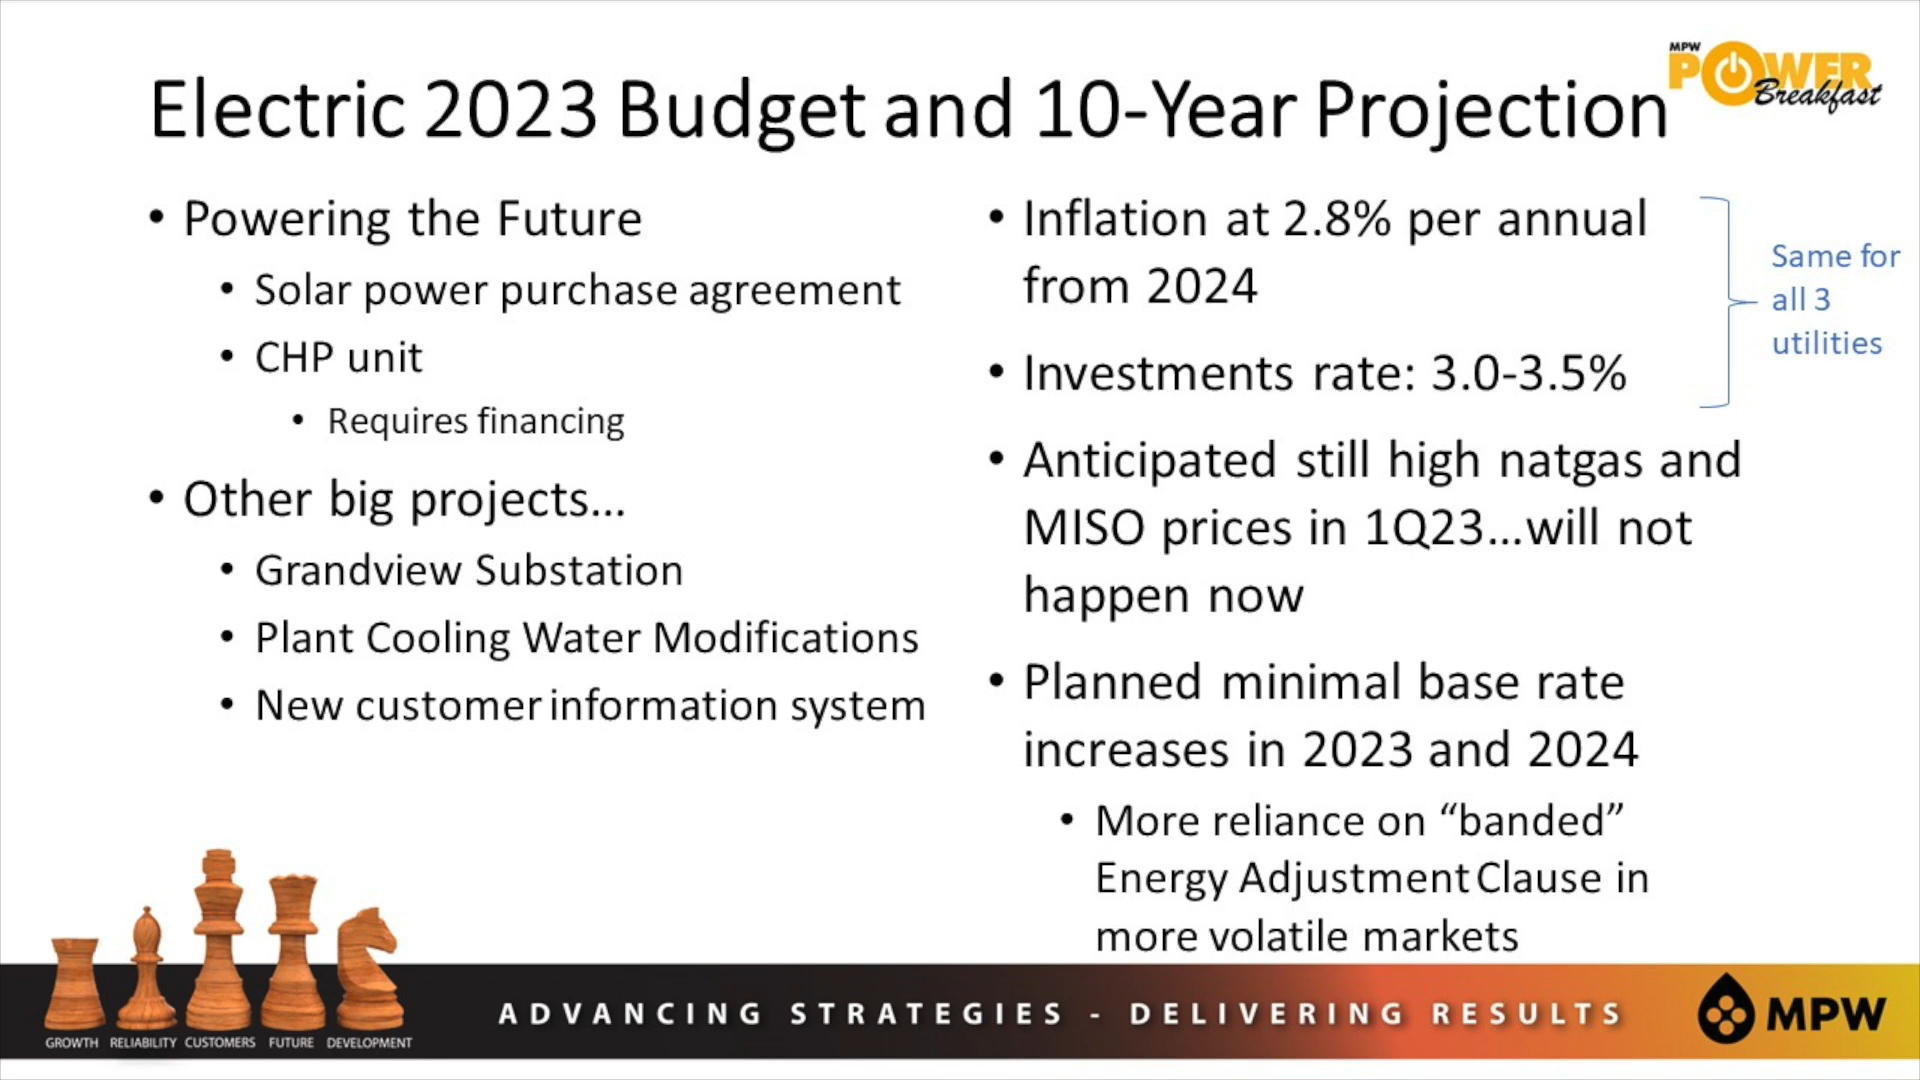 MPW
POWER
Breakfast
Electric 2023 Budget and 10-Year Projection
• Powering the Future
• Solar power purchase agreement
• CHP unit
• Requires financing
• Other big projects...
• Grandview Substation
• Plant Cooling Water Modifications
• New customer information system
• Inflation at 2.8% per annual
from 2024
• Investments rate: 3.0-3.5%
Same for
all 3
utilities
• Anticipated still high natgas and
MISO prices in 1Q23...will not
happen now
• Planned minimal base rate
increases in 2023 and 2024
• More reliance on “banded”
Energy Adjustment Clause in
more volatile markets
GROWTH RELIABILITY CUSTOMERS FUTURE DEVELOPMENT
ADVANCING STRATEGIES - DELIVERING RESULTS
MPW